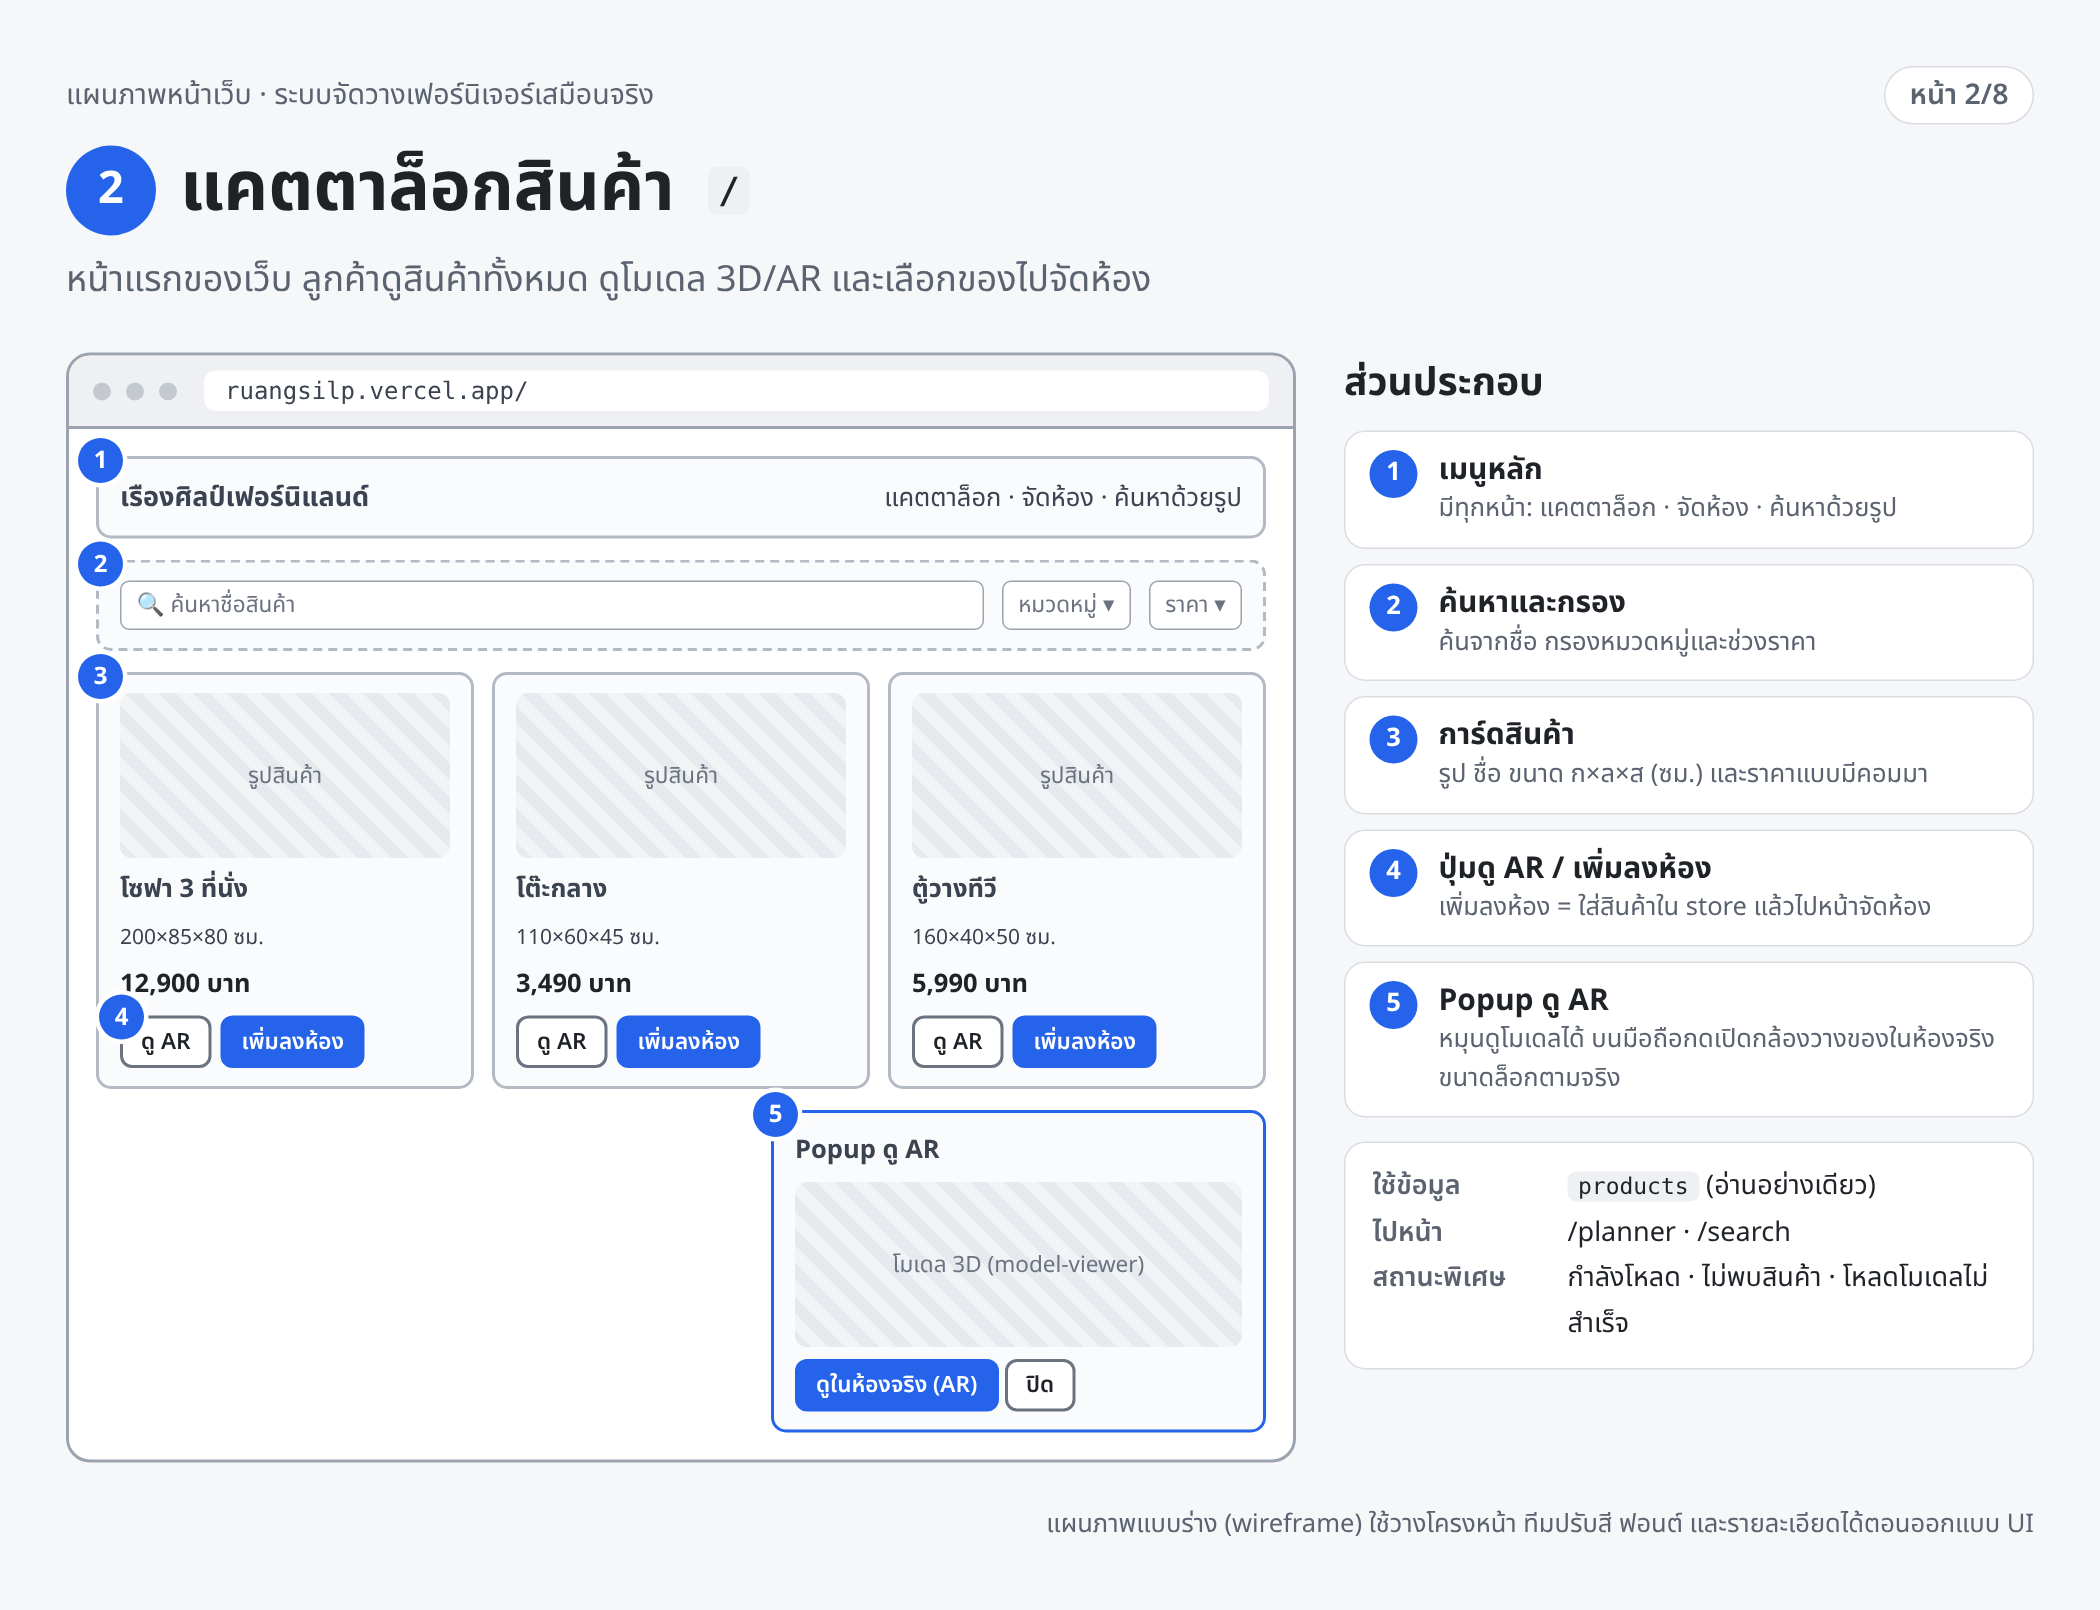 แผนภาพหน้าเว็บ · ระบบจัดวางเฟอร์นิเจอร์เสมือนจริง
หน้า 2/8
2 แคตตาล็อกสินค้า /
หน้าแรกของเว็บ ลูกค้าดูสินค้าทั้งหมด ดูโมเดล 3D/AR และเลือกของไปจัดห้อง
ruangsilp.vercel.app/
1
เรืองศิลป์เฟอร์นิแลนด์
แคตตาล็อก · จัดห้อง · ค้นหาด้วยรูป
2
🔍 ค้นหาชื่อสินค้า
หมวดหมู่ ▾
ราคา ▾
3
รูปสินค้า
โซฟา 3 ที่นั่ง
200×85×80 ซม.
12,900 บาท
4
ดู AR
เพิ่มลงห้อง
รูปสินค้า
โต๊ะกลาง
110×60×45 ซม.
3,490 บาท
ดู AR
เพิ่มลงห้อง
รูปสินค้า
ตู้วางทีวี
160×40×50 ซม.
5,990 บาท
ดู AR
เพิ่มลงห้อง
5
Popup ดู AR
โมเดล 3D (model-viewer)
ดูในห้องจริง (AR)
ปิด
ส่วนประกอบ
1 เมนูหลัก
มีทุกหน้า: แคตตาล็อก · จัดห้อง · ค้นหาด้วยรูป
2 ค้นหาและกรอง
ค้นจากชื่อ กรองหมวดหมู่และช่วงราคา
3 การ์ดสินค้า
รูป ชื่อ ขนาด ก×ล×ส (ซม.) และราคาแบบมีคอมมา
4 ปุ่มดู AR / เพิ่มลงห้อง
เพิ่มลงห้อง = ใส่สินค้าใน store แล้วไปหน้าจัดห้อง
5 Popup ดู AR
หมุนดูโมเดลได้ บนมือถือกดเปิดกล้องวางของในห้องจริง
ขนาดล็อกตามจริง
ใช้ข้อมูล products (อ่านอย่างเดียว)
ไปหน้า /planner · /search
สถานะพิเศษ กำลังโหลด · ไม่พบสินค้า · โหลดโมเดลไม่
สำเร็จ
แผนภาพแบบร่าง (wireframe) ใช้วางโครงหน้า ทีมปรับสี ฟอนต์ และรายละเอียดได้ตอนออกแบบ UI